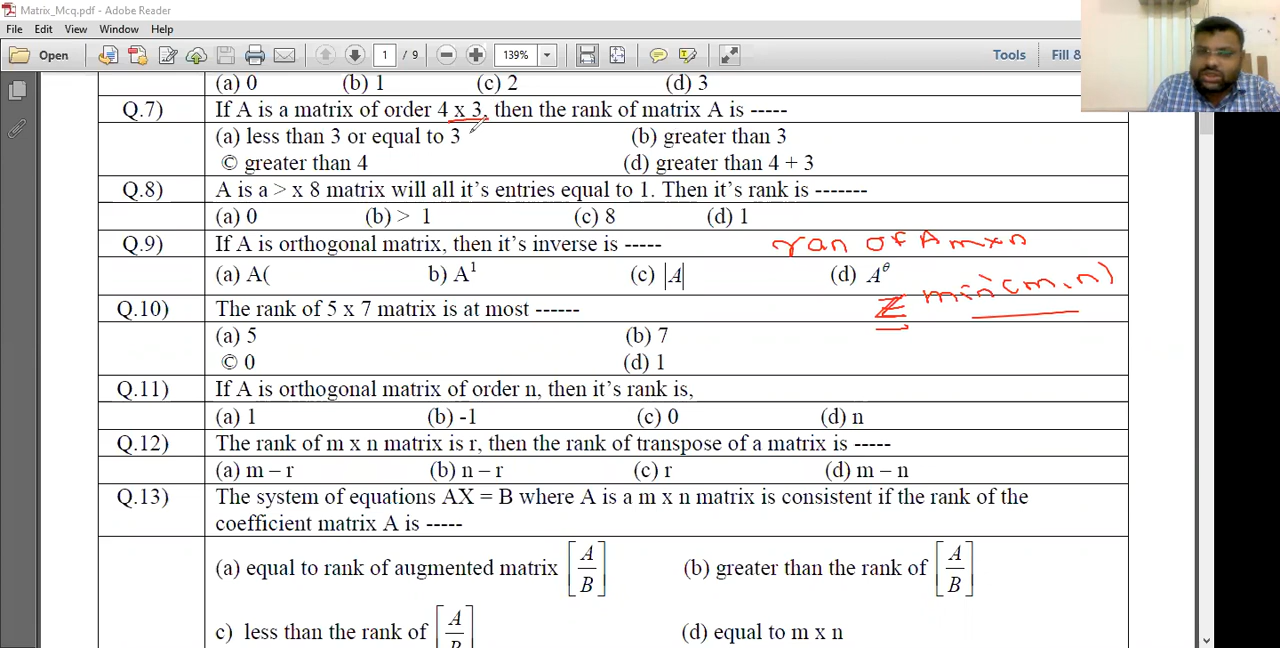 Matrix_Mcq.pdf - Adobe Reader
File Edit View Window Help
Open 1 / 9 139% Tools Fill &
(a) 0 (b) 1 (c) 2 (d) 3
Q.7) If A is a matrix of order 4 x 3, then the rank of matrix A is -----
(a) less than 3 or equal to 3 (b) greater than 3
© greater than 4 (d) greater than 4 + 3
Q.8) A is a > x 8 matrix will all it's entries equal to 1. Then it's rank is -------
(a) 0 (b) > 1 (c) 8 (d) 1
Q.9) If A is orthogonal matrix, then it's inverse is -----
ran of A m×n
(a) A( b) A¹ (c) |A| (d) A^θ
min(m,n)
Q.10) The rank of 5 x 7 matrix is at most ------
(a) 5 (b) 7
© 0 (d) 1
Q.11) If A is orthogonal matrix of order n, then it's rank is,
(a) 1 (b) -1 (c) 0 (d) n
Q.12) The rank of m x n matrix is r, then the rank of transpose of a matrix is -----
(a) m – r (b) n – r (c) r (d) m – n
Q.13) The system of equations AX = B where A is a m x n matrix is consistent if the rank of the
coefficient matrix A is -----
(a) equal to rank of augmented matrix [A/B] (b) greater than the rank of [A/B]
c) less than the rank of [A/B] (d) equal to m x n